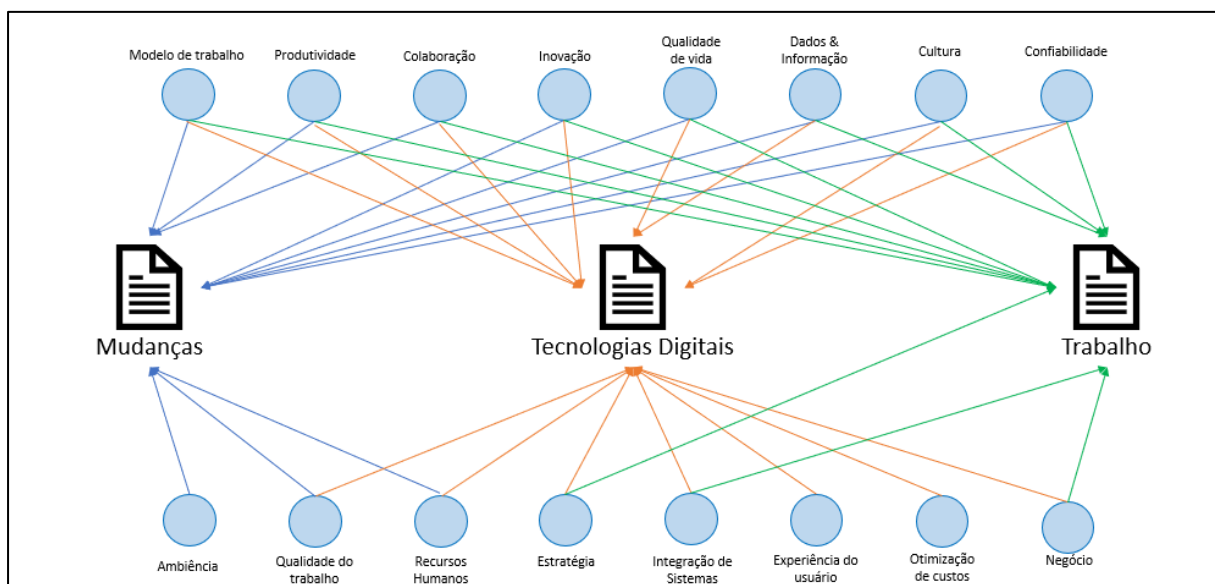 Modelo de trabalho
Produtividade
Colaboração
Inovação
Qualidade
de vida
Dados &
Informação
Cultura
Confiabilidade
Mudanças
Tecnologias Digitais
Trabalho
Ambiência
Qualidade do
trabalho
Recursos
Humanos
Estratégia
Integração de
Sistemas
Experiência do
usuário
Otimização
de custos
Negócio